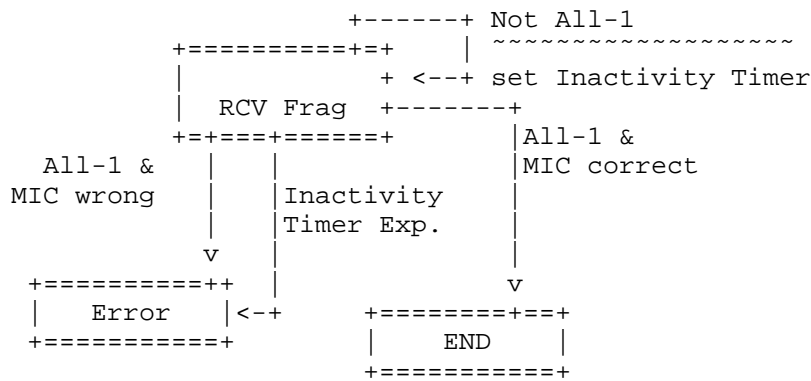 Not All-1
~~~~~~~~~~~~~~~~~~~
set Inactivity Timer
RCV Frag
All-1 &
MIC wrong
Inactivity
Timer Exp.
All-1 &
MIC correct
Error
END